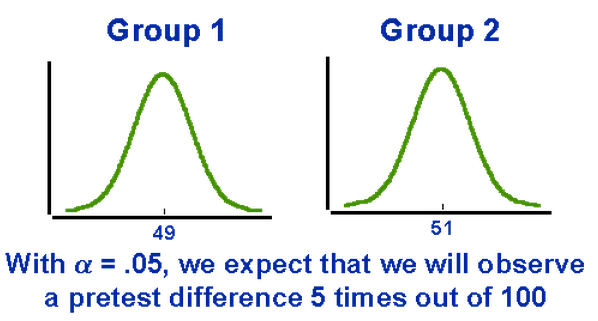 Group 1
Group 2
49
51
With α = .05, we expect that we will observe
a pretest difference 5 times out of 100